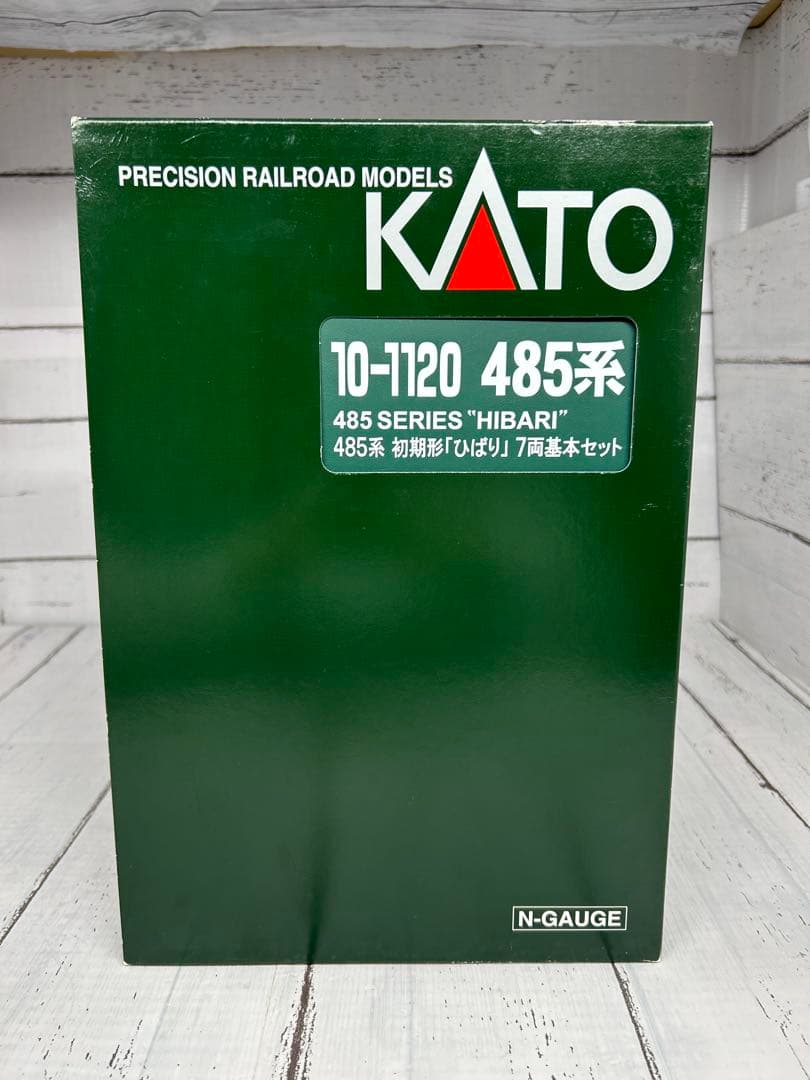 PRECISION RAILROAD MODELS
KATO
10-1120 485系
485 SERIES "HIBARI"
485系 初期形「ひばり」 7両基本セット
N-GAUGE